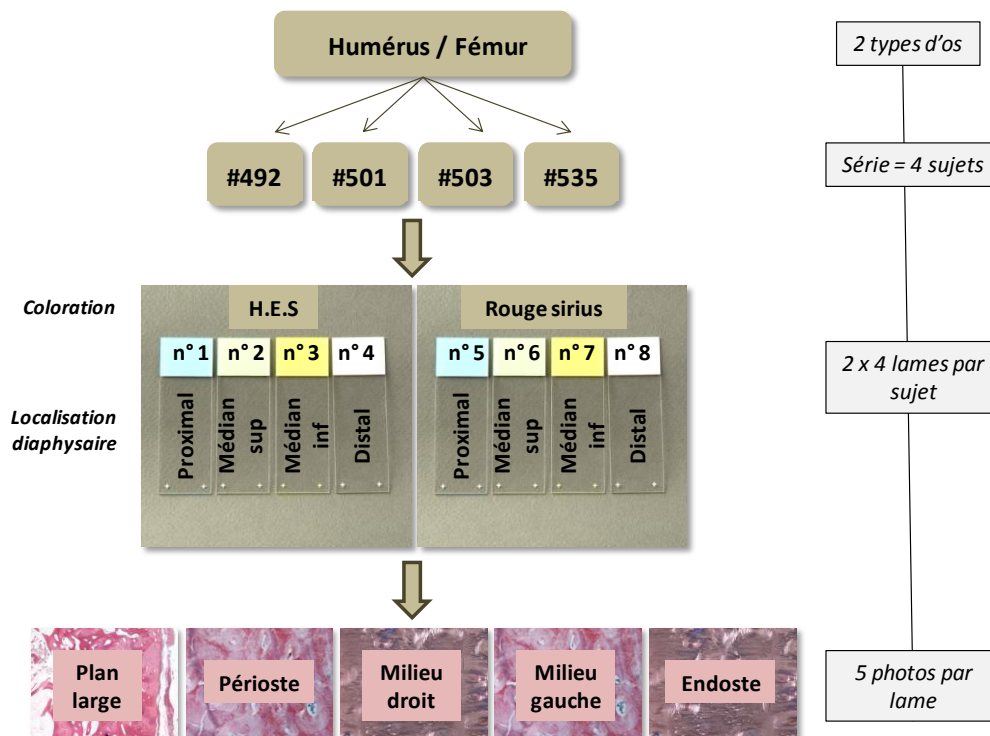 Humérus / Fémur
2 types d'os
#492
#501
#503
#535
Série = 4 sujets
Coloration
H.E.S
Rouge sirius
n° 1
n° 2
n° 3
n° 4
n° 5
n° 6
n° 7
n° 8
2 x 4 lames par
sujet
Localisation
diaphysaire
Proximal
Médian
sup
Médian
inf
Distal
Proximal
Médian
sup
Médian
inf
Distal
Plan
large
Périoste
Milieu
droit
Milieu
gauche
Endoste
5 photos par
lame